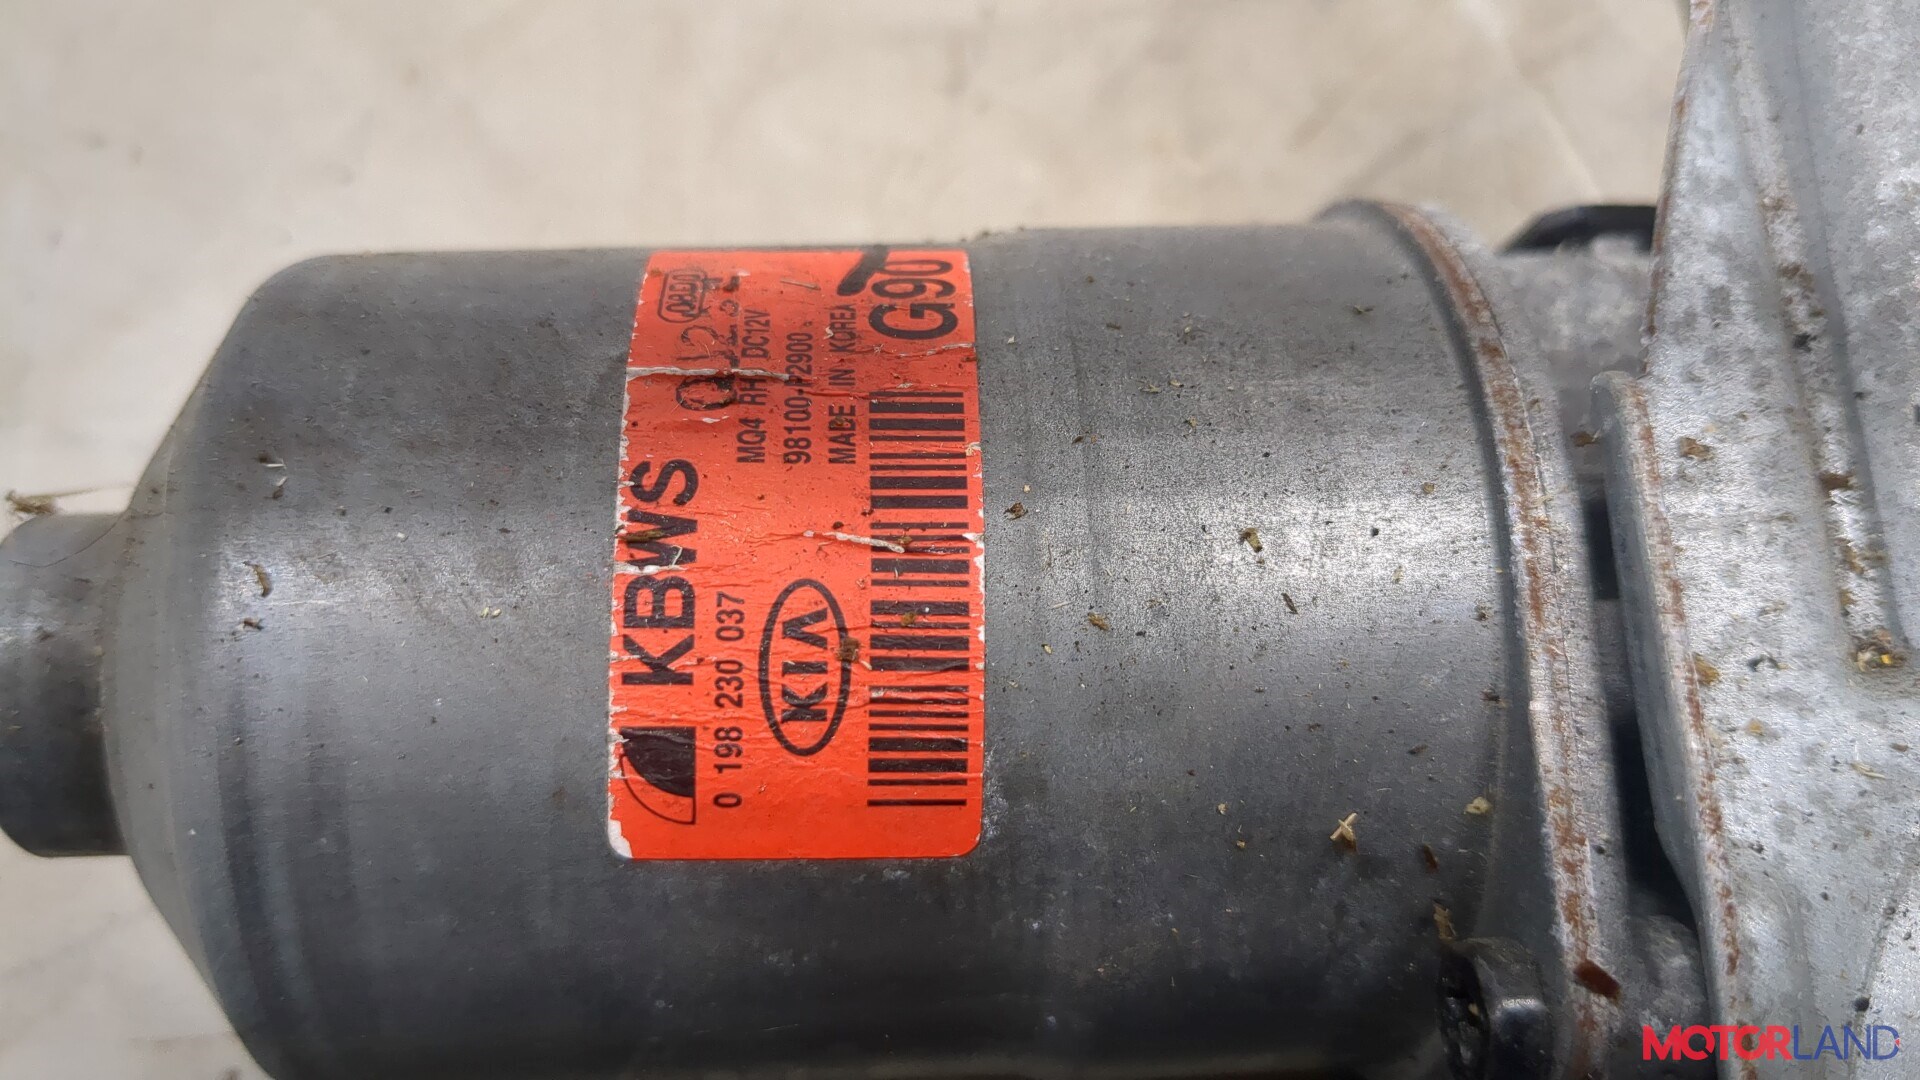 KBWS
0 198 230 037
MQ4 RH DC12V
98100-P2900
MADE IN KOREA
KIA
G90
MOTORLAND